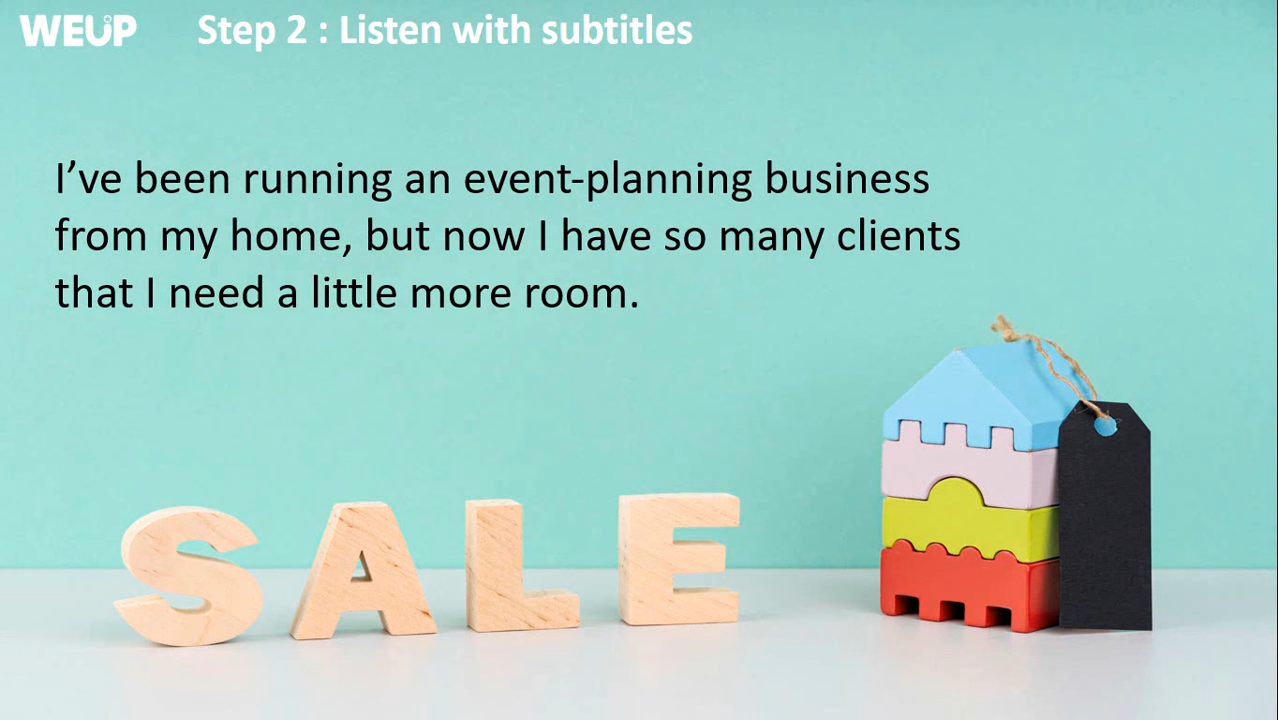 WEUP
Step 2 : Listen with subtitles
I’ve been running an event-planning business
from my home, but now I have so many clients
that I need a little more room.
SALE